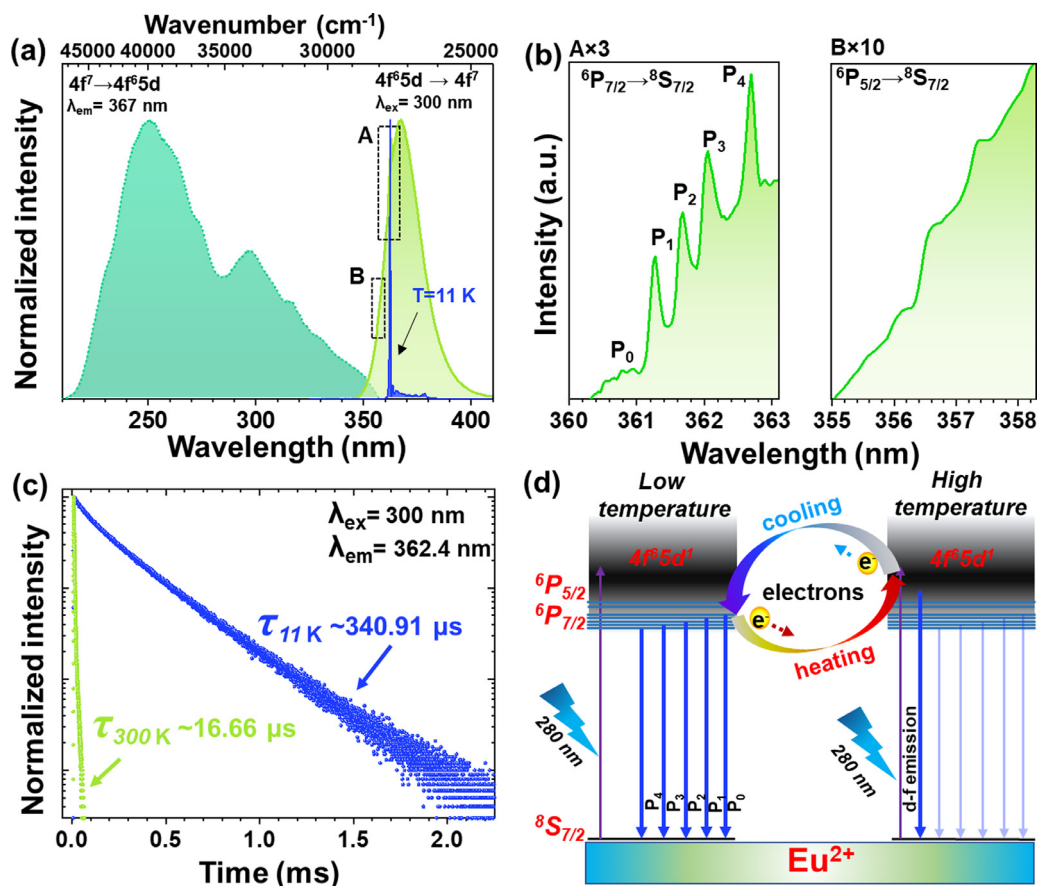 (a)
Wavenumber (cm⁻¹)
45000 40000 35000 30000 25000
4f⁷→4f⁶5d
λem= 367 nm
4f⁶5d → 4f⁷
λex= 300 nm
A
B
T=11 K
Normalized intensity
250 300 350 400
Wavelength (nm)
(b)
A×3
⁶P7/2→⁸S7/2
P0
P1
P2
P3
P4
Intensity (a.u.)
360 361 362 363
B×10
⁶P5/2→⁸S7/2
355 356 357 358
Wavelength (nm)
(c)
λex= 300 nm
λem= 362.4 nm
τ11 K ~340.91 μs
τ300 K ~16.66 μs
Normalized intensity
0.0 0.5 1.0 1.5 2.0
Time (ms)
(d)
Low
temperature
High
temperature
4f⁶5d¹
4f⁶5d¹
cooling
e⁻
electrons
e⁻
heating
⁶P5/2
⁶P7/2
280 nm
280 nm
P4
P3
P2
P1
P0
d-f emission
⁸S7/2
Eu²⁺